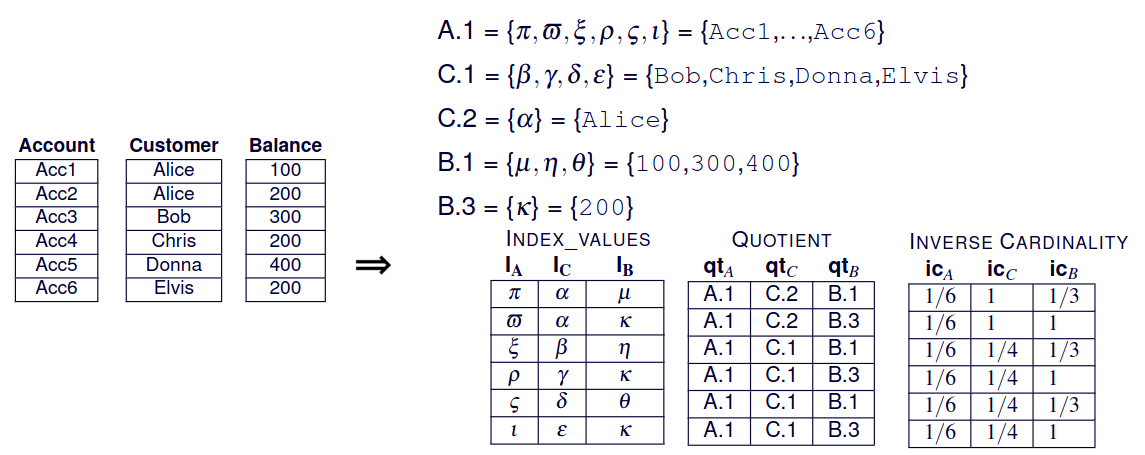 A.1 = {π, ϖ, ξ, ρ, ς, ι} = {Acc1,...,Acc6}
C.1 = {β, γ, δ, ε} = {Bob,Chris,Donna,Elvis}
C.2 = {α} = {Alice}
B.1 = {μ, η, θ} = {100,300,400}
B.3 = {κ} = {200}
Account Customer Balance
Acc1 Alice 100
Acc2 Alice 200
Acc3 Bob 300
Acc4 Chris 200
Acc5 Donna 400
Acc6 Elvis 200
⇒
INDEX_VALUES
I_A I_C I_B
π α μ
ϖ α κ
ξ β η
ρ γ κ
ς δ θ
ι ε κ
QUOTIENT
qt_A qt_C qt_B
A.1 C.2 B.1
A.1 C.2 B.3
A.1 C.1 B.1
A.1 C.1 B.3
A.1 C.1 B.1
A.1 C.1 B.3
INVERSE CARDINALITY
ic_A ic_C ic_B
1/6 1 1/3
1/6 1 1
1/6 1/4 1/3
1/6 1/4 1
1/6 1/4 1/3
1/6 1/4 1